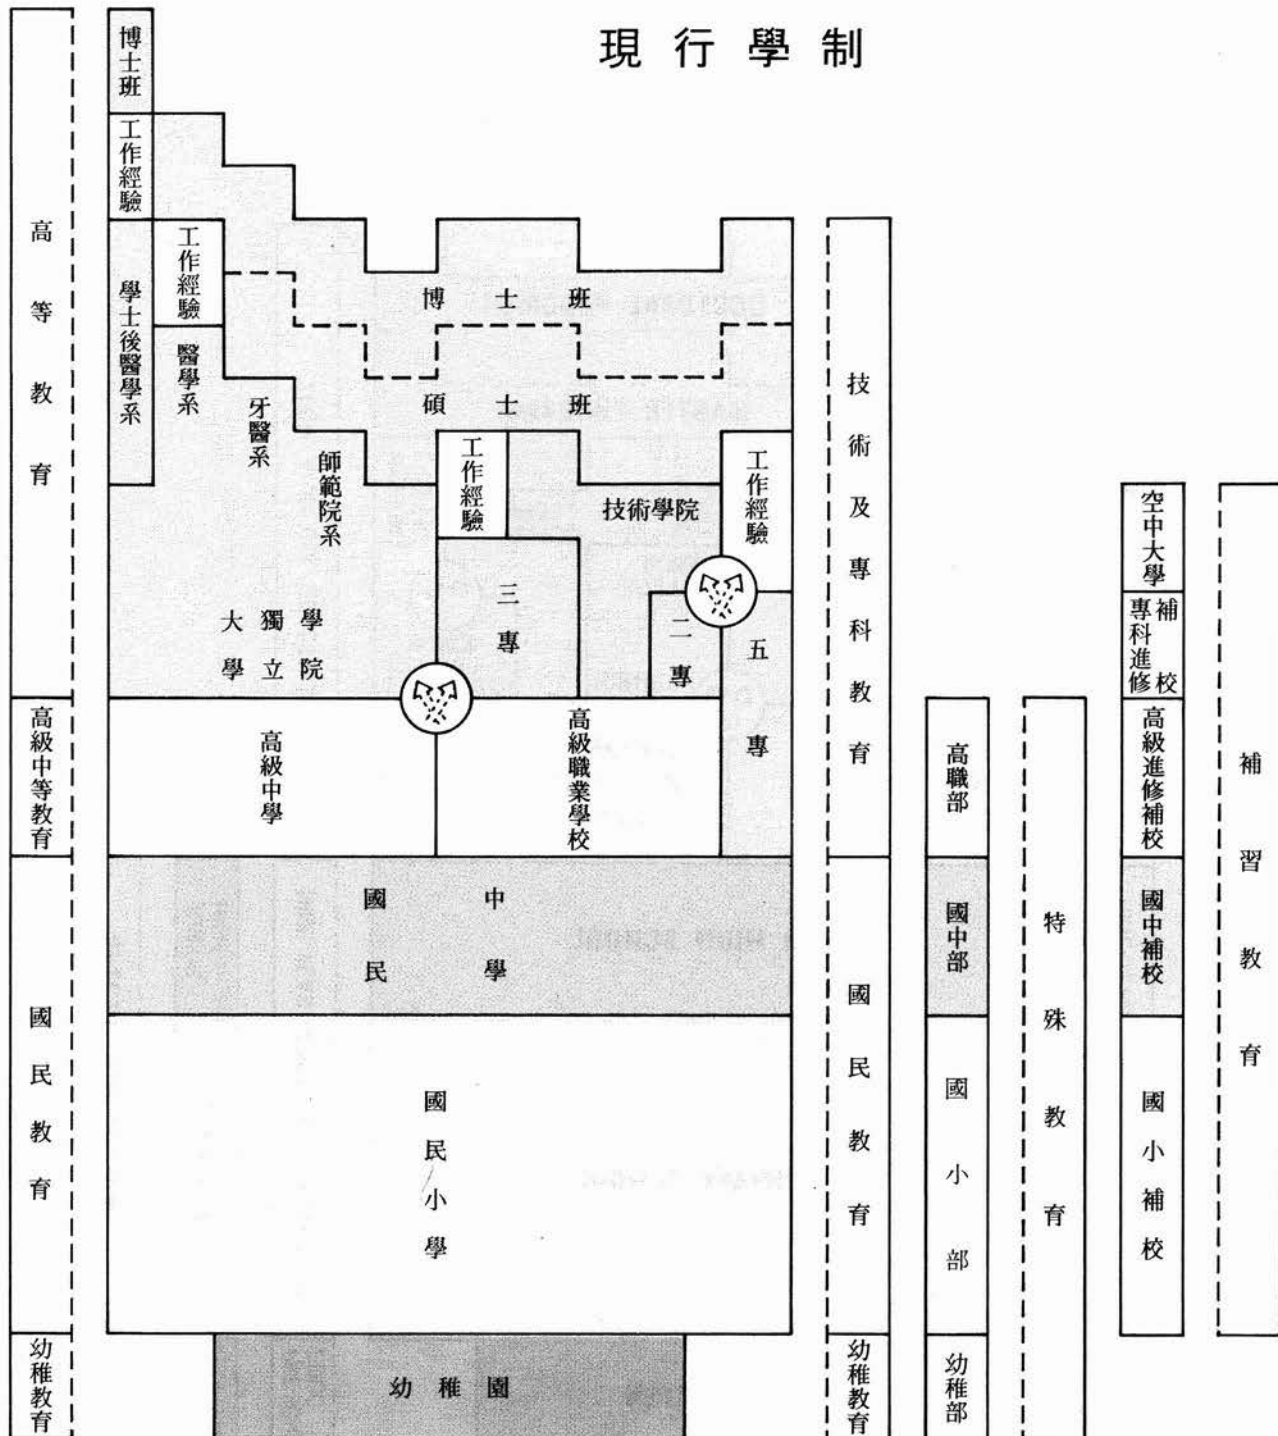 現行學制
高等教育
高級中等教育
國民教育
幼稚教育
博士班
工作經驗
學士後醫學系
工作經驗
醫學系
牙醫系
師範院系
大學
獨立
學院
博士班
碩士班
工作經驗
技術學院
工作經驗
三專
二專
五專
高級中學
高級職業學校
國民
中學
國民小學
幼稚園
技術及專科教育
國民教育
幼稚教育
高職部
國中部
國小部
幼稚部
特殊教育
空中大學
專科進修
補校
高級進修補校
國中補校
國小補校
補習教育